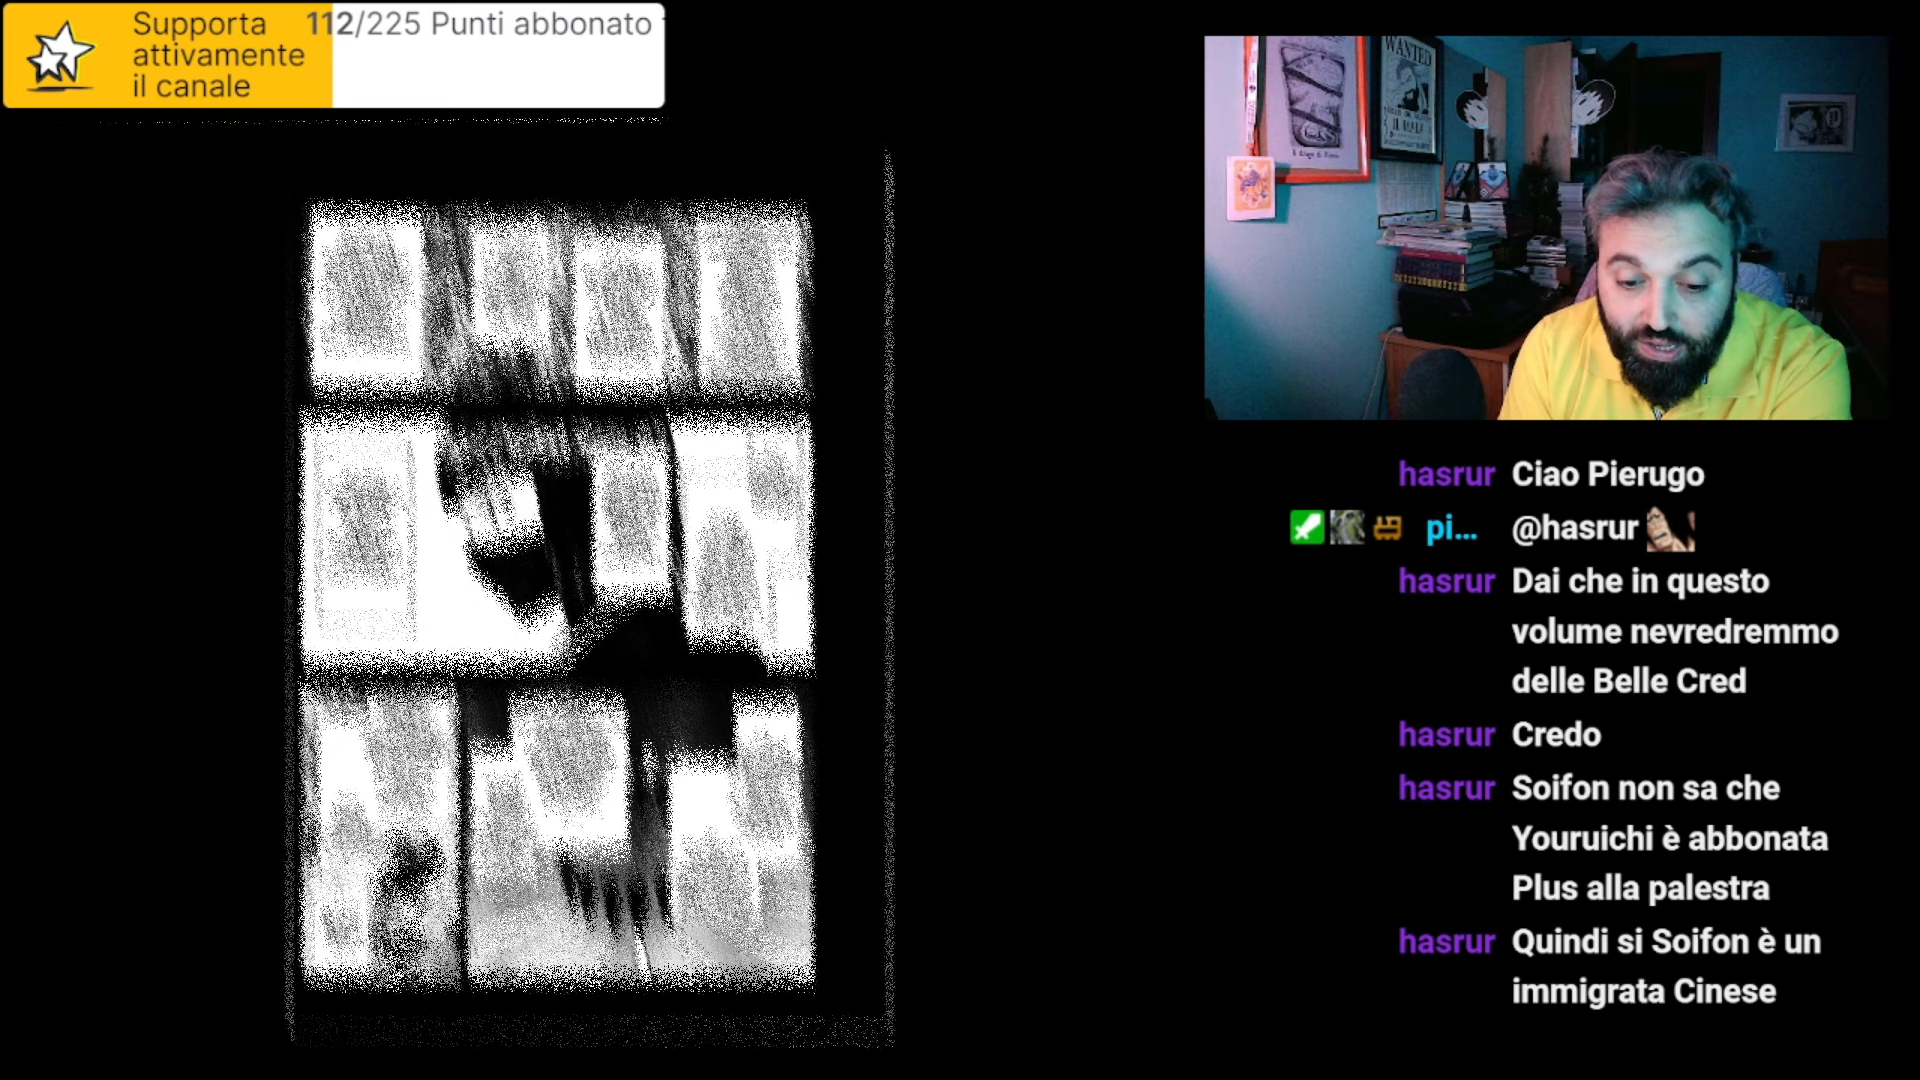 Supporta
attivamente
il canale
112/225 Punti abbonato
WANTED
hasrur Ciao Pierugo
pi... @hasrur
hasrur Dai che in questo
volume nevredremmo
delle Belle Cred
hasrur Credo
hasrur Soifon non sa che
Youruichi è abbonata
Plus alla palestra
hasrur Quindi si Soifon è un
immigrata Cinese